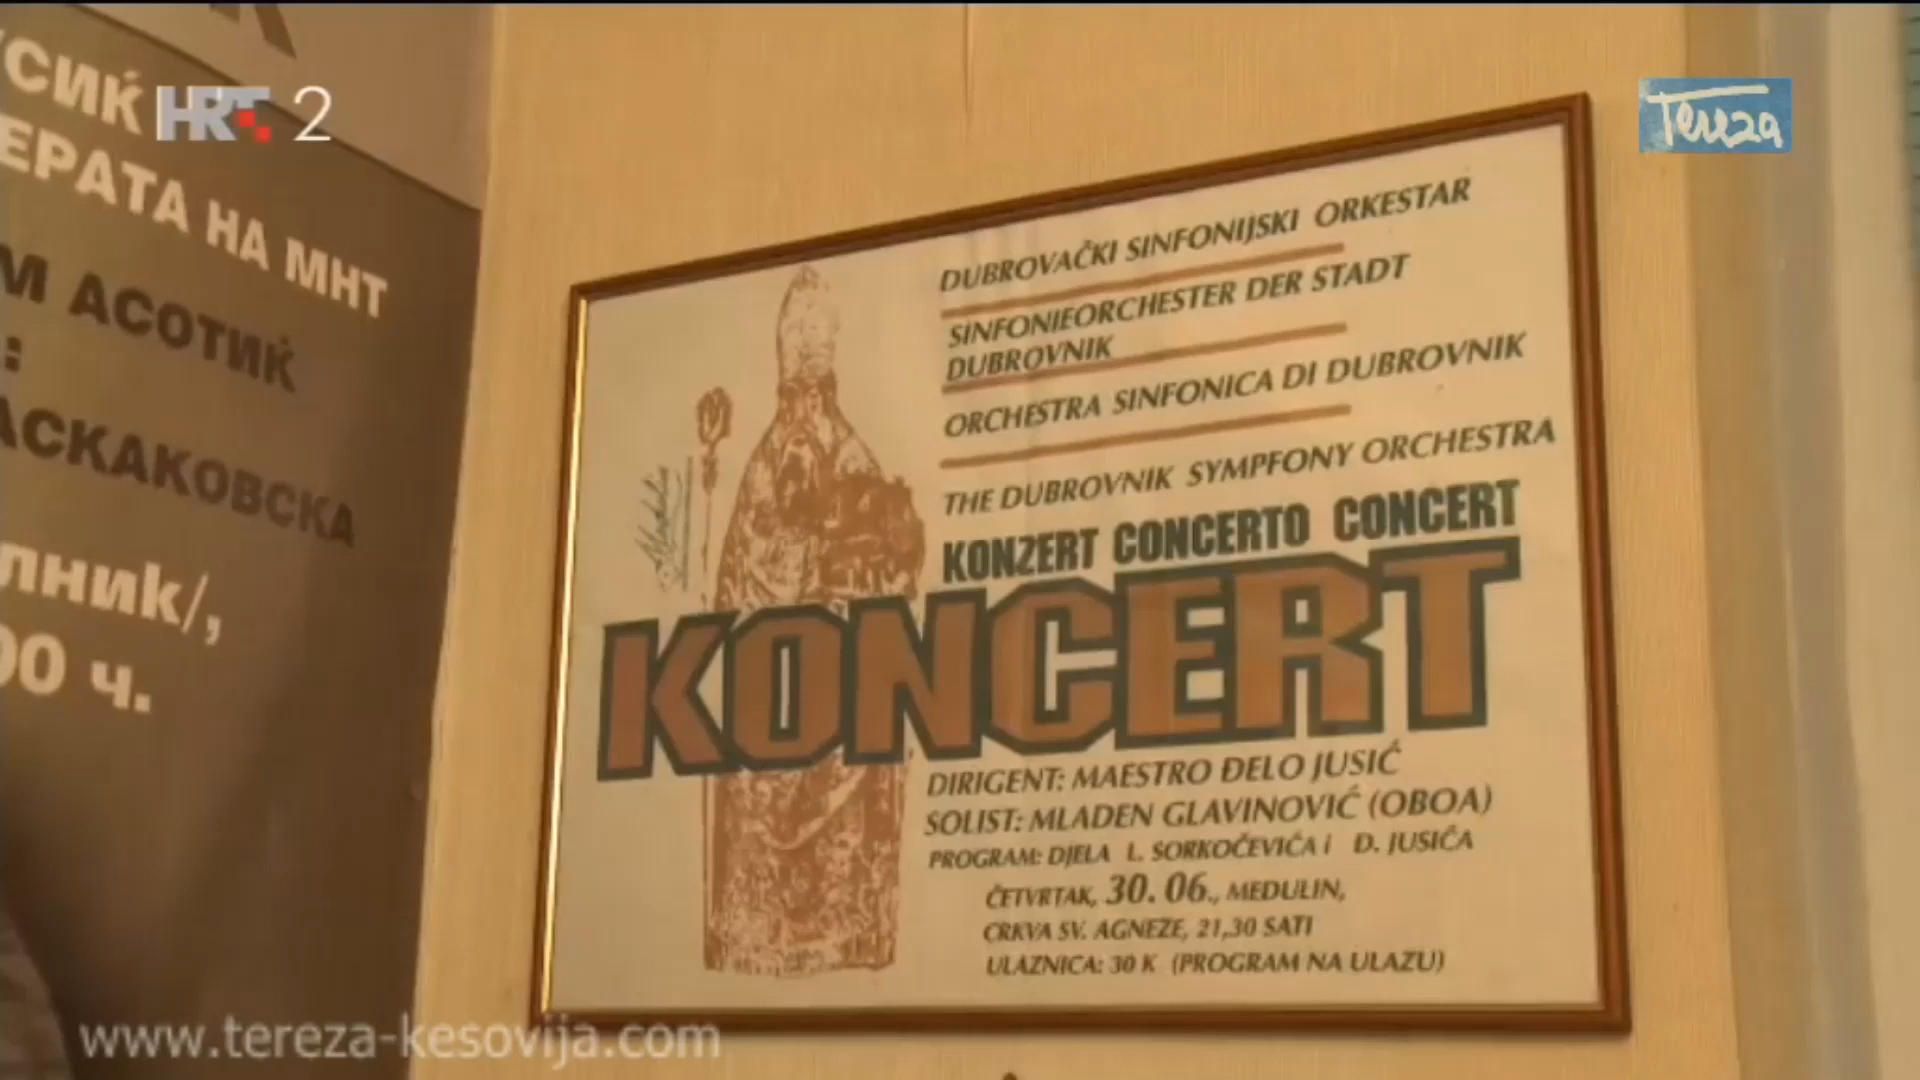 УСИЌ
ЕРАТА НА МНТ
М АСОТИЌ
:
АСКАКОВСКА
лник/,
00 ч.
HRT 2
Tereza
DUBROVAČKI SINFONIJSKI ORKESTAR
SINFONIEORCHESTER DER STADT
DUBROVNIK
ORCHESTRA SINFONICA DI DUBROVNIK
THE DUBROVNIK SYMPFONY ORCHESTRA
KONZERT CONCERTO CONCERT
KONCERT
DIRIGENT: MAESTRO ĐELO JUSIĆ
SOLIST: MLADEN GLAVINOVIĆ (OBOA)
PROGRAM: DJELA L. SORKOČEVIĆA i D. JUSIĆA
ČETVRTAK, 30. 06., MEDULIN,
CRKVA SV. AGNEZE, 21,30 SATI
ULAZNICA: 30 K (PROGRAM NA ULAZU)
www.tereza-kesovija.com